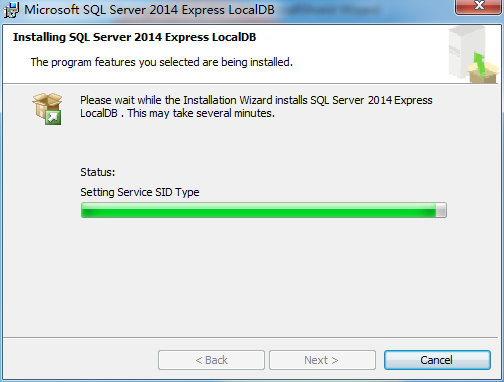 Microsoft SQL Server 2014 Express LocalDB
Installing SQL Server 2014 Express LocalDB
The program features you selected are being installed.
Please wait while the Installation Wizard installs SQL Server 2014 Express
LocalDB . This may take several minutes.
Status:
Setting Service SID Type
< Back
Next >
Cancel